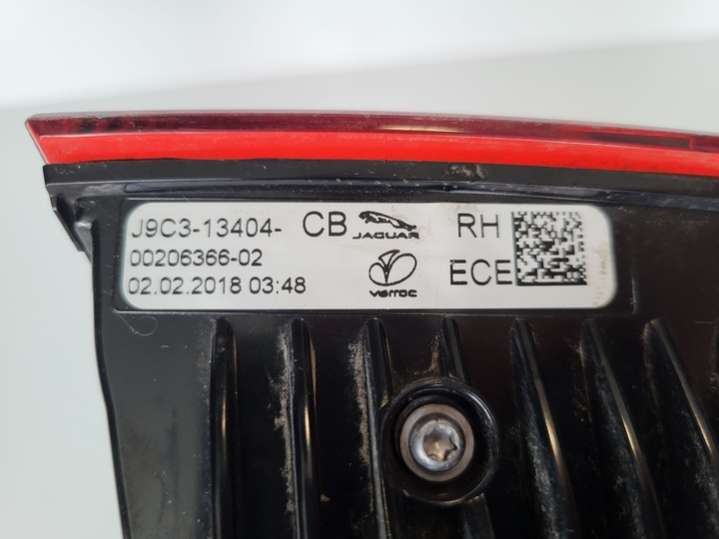 J9C3-13404- CB JAGUAR RH
00206366-02
02.02.2018 03:48 varroc ECE